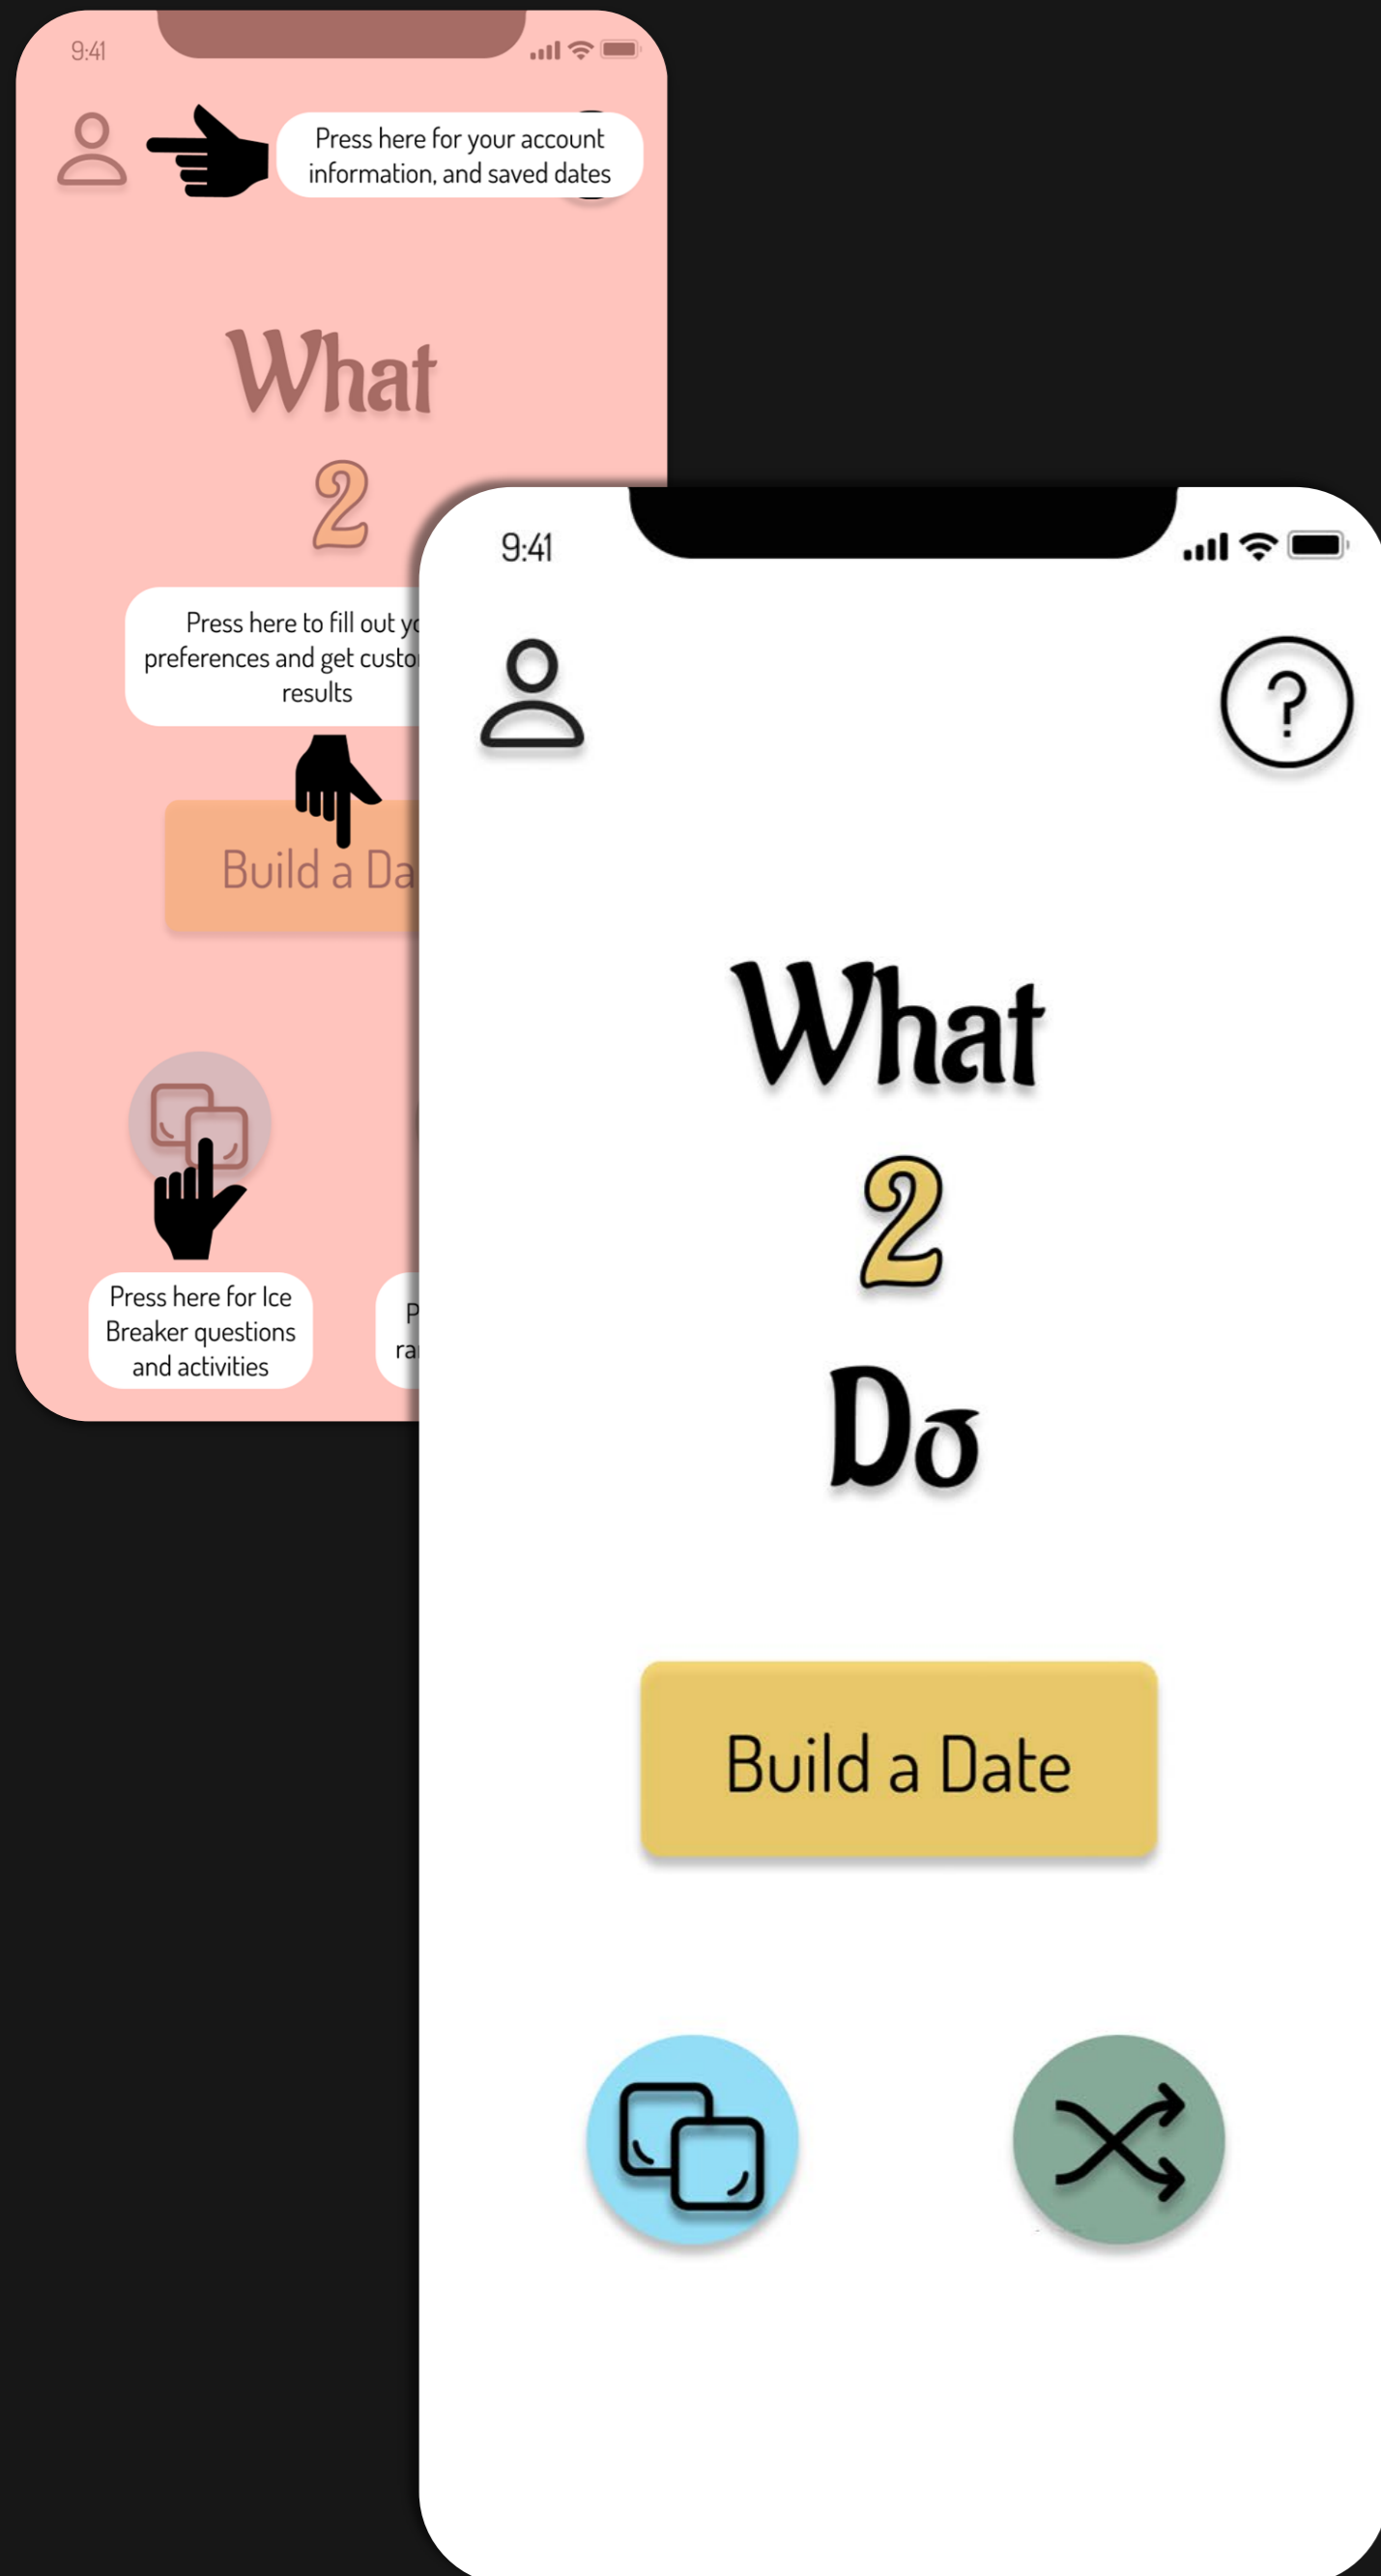 9:41
Press here for your account
information, and saved dates
What
2
Press here to fill out
preferences and get
results
Build a
Press here for Ice
Breaker questions
and activities
9:41
?
What
2
Do
Build a Date